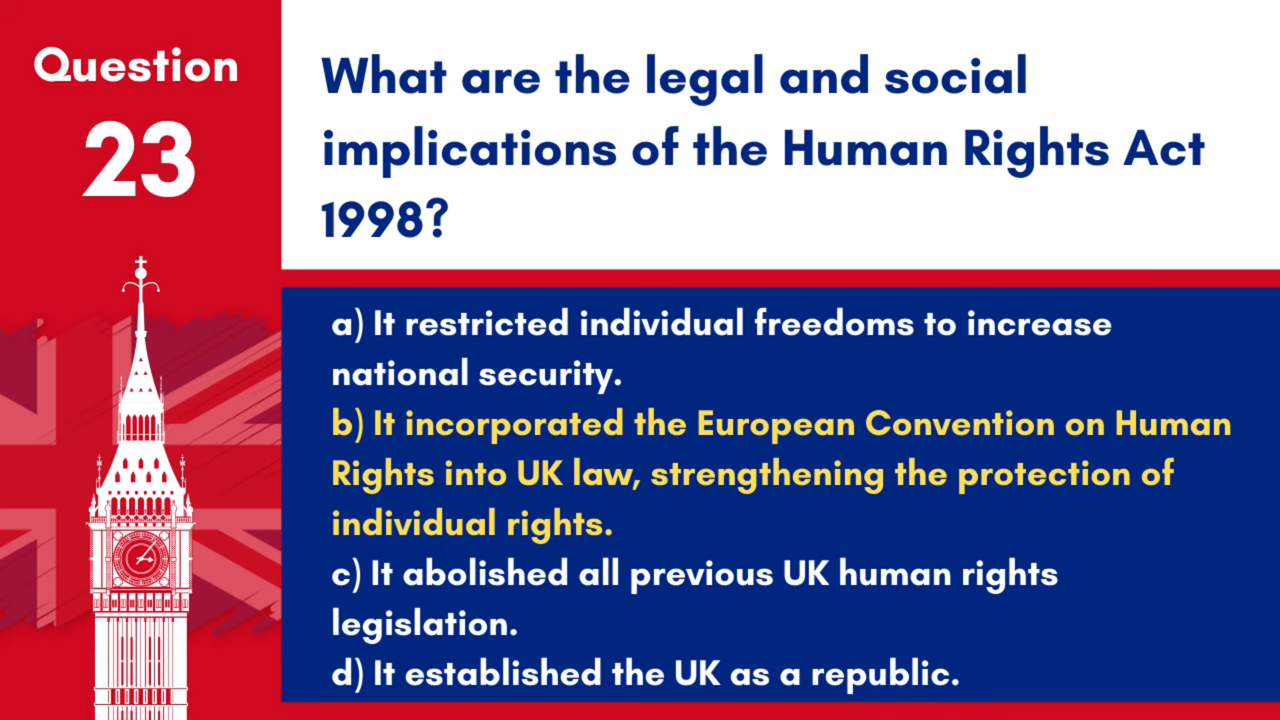 Question
23
What are the legal and social
implications of the Human Rights Act
1998?
a) It restricted individual freedoms to increase
national security.
b) It incorporated the European Convention on Human
Rights into UK law, strengthening the protection of
individual rights.
c) It abolished all previous UK human rights
legislation.
d) It established the UK as a republic.